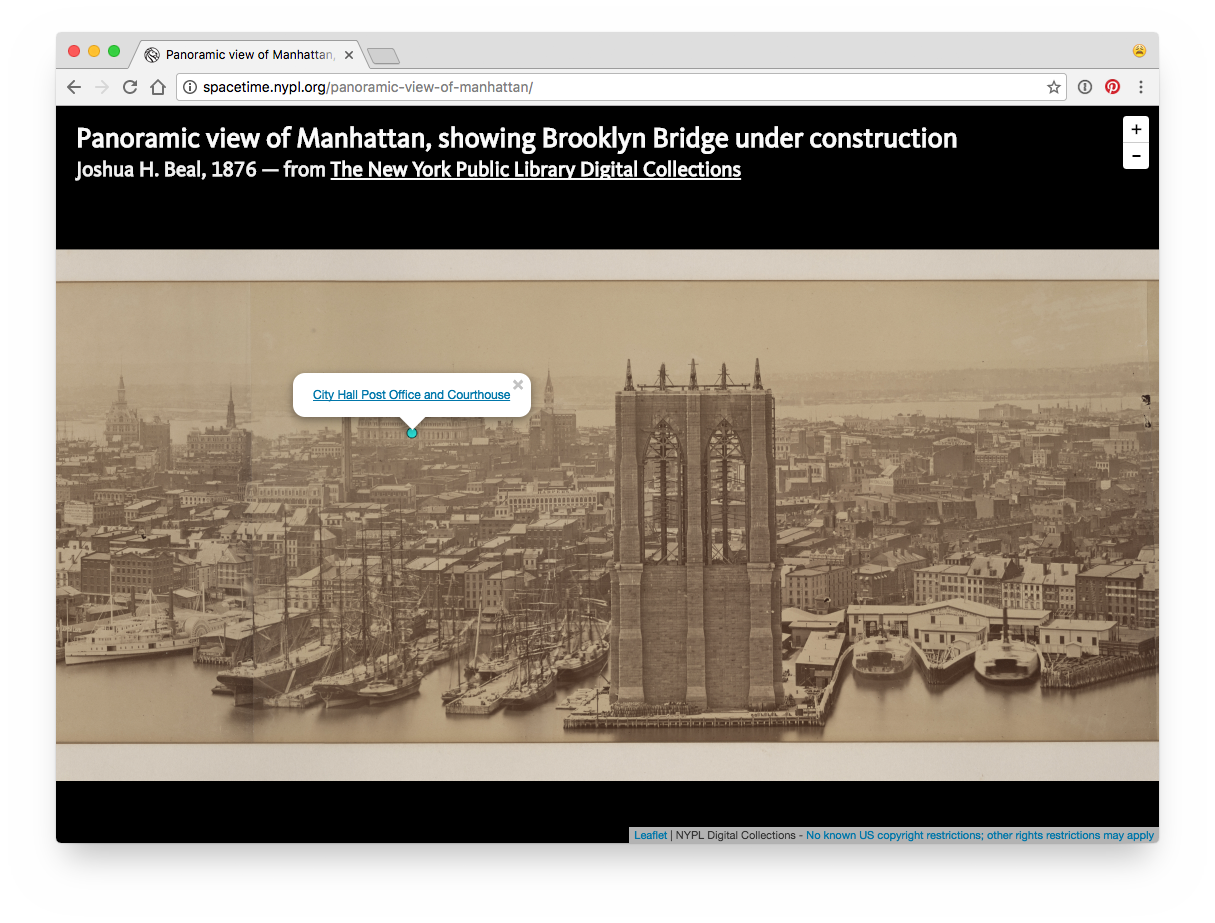 Panoramic view of Manhattan,
spacetime.nypl.org/panoramic-view-of-manhattan/
Panoramic view of Manhattan, showing Brooklyn Bridge under construction
Joshua H. Beal, 1876 — from The New York Public Library Digital Collections
+
-
City Hall Post Office and Courthouse
Leaflet | NYPL Digital Collections - No known US copyright restrictions; other rights restrictions may apply